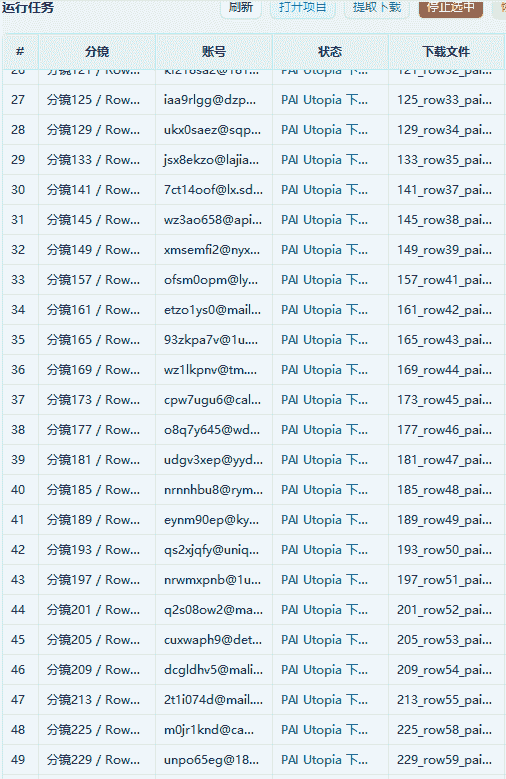 运行任务 刷新 打开项目 提取下载 停止选中
# 分镜 账号 状态 下载文件
27 分镜125 / Row... iaa9rlgg@dzp... PAI Utopia 下... 125_row33_pai...
28 分镜129 / Row... ukx0saez@sqp... PAI Utopia 下... 129_row34_pai...
29 分镜133 / Row... jsx8ekzo@lajia... PAI Utopia 下... 133_row35_pai...
30 分镜141 / Row... 7ct14oof@lx.sd... PAI Utopia 下... 141_row37_pai...
31 分镜145 / Row... wz3ao658@api... PAI Utopia 下... 145_row38_pai...
32 分镜149 / Row... xmsemfi2@nyx... PAI Utopia 下... 149_row39_pai...
33 分镜157 / Row... ofsm0opm@ly... PAI Utopia 下... 157_row41_pai...
34 分镜161 / Row... etzo1ys0@mail... PAI Utopia 下... 161_row42_pai...
35 分镜165 / Row... 93zkpa7v@1u.... PAI Utopia 下... 165_row43_pai...
36 分镜169 / Row... wz1lkpnv@tm.... PAI Utopia 下... 169_row44_pai...
37 分镜173 / Row... cpw7ugu6@cal... PAI Utopia 下... 173_row45_pai...
38 分镜177 / Row... o8q7y645@wd... PAI Utopia 下... 177_row46_pai...
39 分镜181 / Row... udgv3xep@yyd... PAI Utopia 下... 181_row47_pai...
40 分镜185 / Row... nrnnhbu8@rym... PAI Utopia 下... 185_row48_pai...
41 分镜189 / Row... eynm90ep@ky... PAI Utopia 下... 189_row49_pai...
42 分镜193 / Row... qs2xjqfy@uniq... PAI Utopia 下... 193_row50_pai...
43 分镜197 / Row... nrwmxpnb@1u... PAI Utopia 下... 197_row51_pai...
44 分镜201 / Row... q2s08ow2@ma... PAI Utopia 下... 201_row52_pai...
45 分镜205 / Row... cuxwaph9@det... PAI Utopia 下... 205_row53_pai...
46 分镜209 / Row... dcgldhv5@mali... PAI Utopia 下... 209_row54_pai...
47 分镜213 / Row... 2t1i074d@mail.... PAI Utopia 下... 213_row55_pai...
48 分镜225 / Row... m0jr1knd@ca... PAI Utopia 下... 225_row58_pai...
49 分镜229 / Row... unpo65eg@18... PAI Utopia 下... 229_row59_pai...